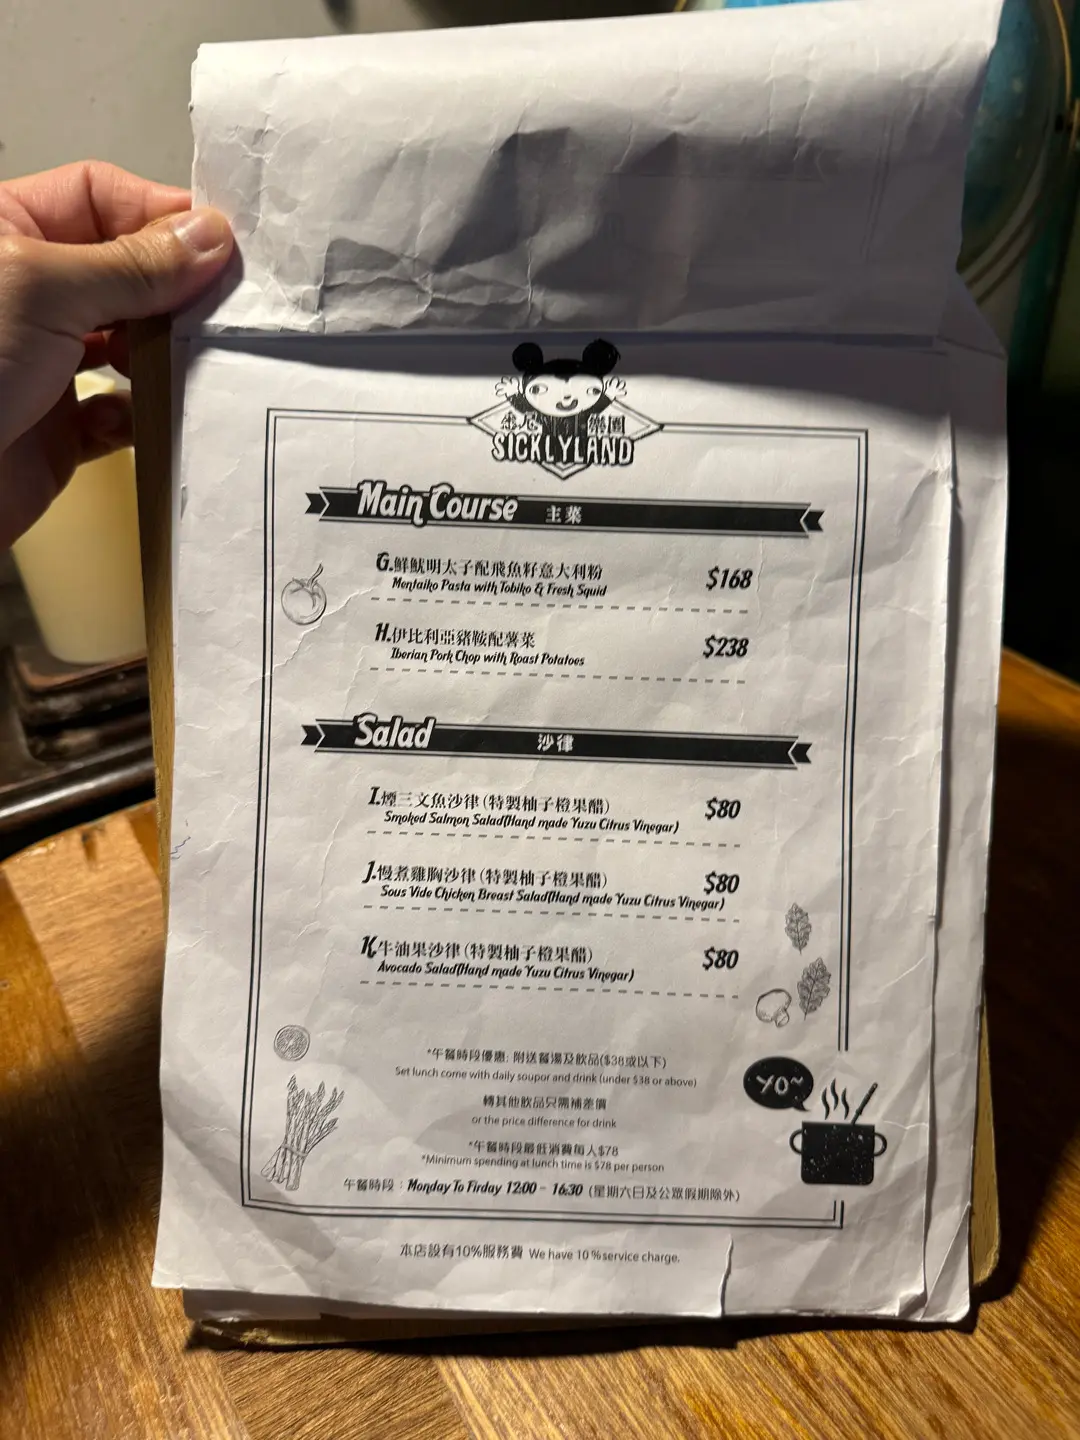 悉尼 樂園
SICKLYLAND
Main Course 主菜
G.鮮魷明太子配飛魚籽意大利粉 $168
Mentaiko Pasta with Tobiko & Fresh Squid
H.伊比利亞豬鞍配薯菜 $238
Iberian Pork Chop with Roast Potatoes
Salad 沙律
I.煙三文魚沙律(特製柚子橙果醋) $80
Smoked Salmon Salad(Hand made Yuzu Citrus Vinegar)
J.慢煮雞胸沙律(特製柚子橙果醋) $80
Sous Vide Chicken Breast Salad(Hand made Yuzu Citrus Vinegar)
K.牛油果沙律(特製柚子橙果醋) $80
Avocado Salad(Hand made Yuzu Citrus Vinegar)
*午餐時段優惠: 附送餐湯及飲品($38或以下)
Set lunch come with daily soupor and drink (under $38 or above)
轉其他飲品只需補差價
or the price difference for drink
*午餐時段最低消費每人$78
*Minimum spending at lunch time is $78 per person
午餐時段 : Monday To Firday 12:00 - 16:30 (星期六日及公眾假期除外)
YO~
本店設有10%服務費 We have 10 % service charge.